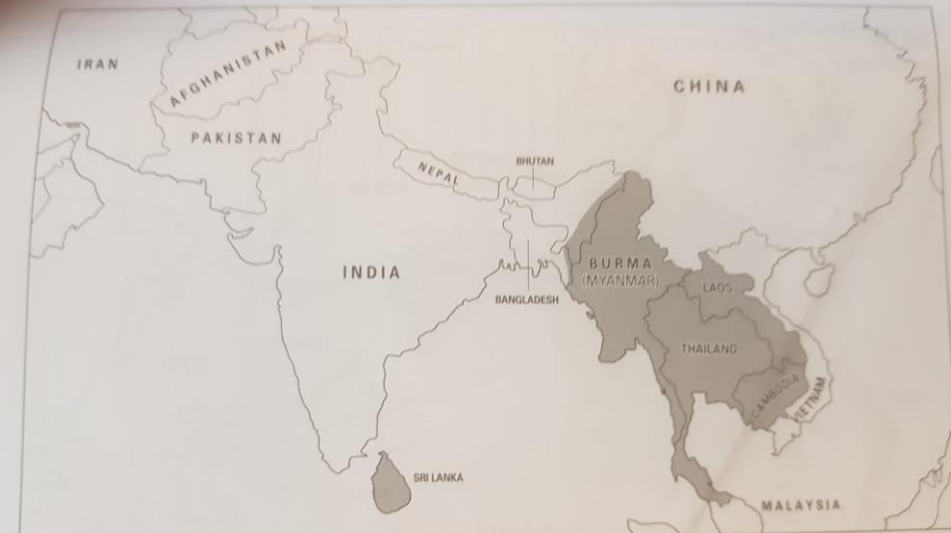 IRAN
AFGHANISTAN
CHINA
PAKISTAN
NEPAL
BHUTAN
INDIA
BURMA
(MYANMAR)
BANGLADESH
LAOS
THAILAND
CAMBODIA
VIETNAM
SRI LANKA
MALAYSIA